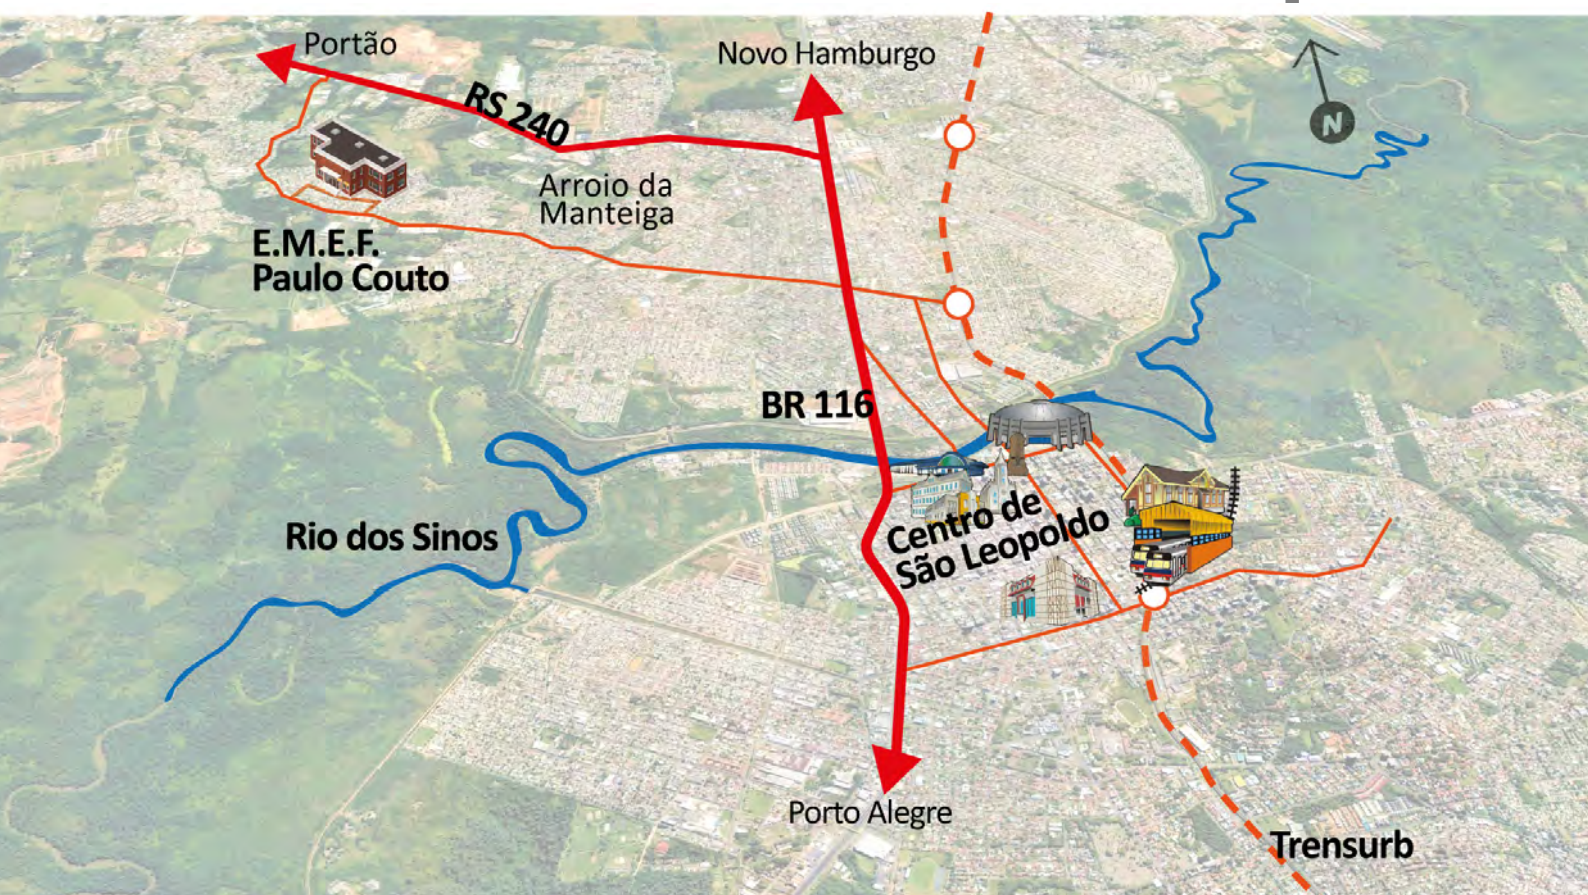 Portão
Novo Hamburgo
RS 240
N
Arroio da
Manteiga
E.M.E.F.
Paulo Couto
BR 116
Rio dos Sinos
Centro de
São Leopoldo
Porto Alegre
Trensurb